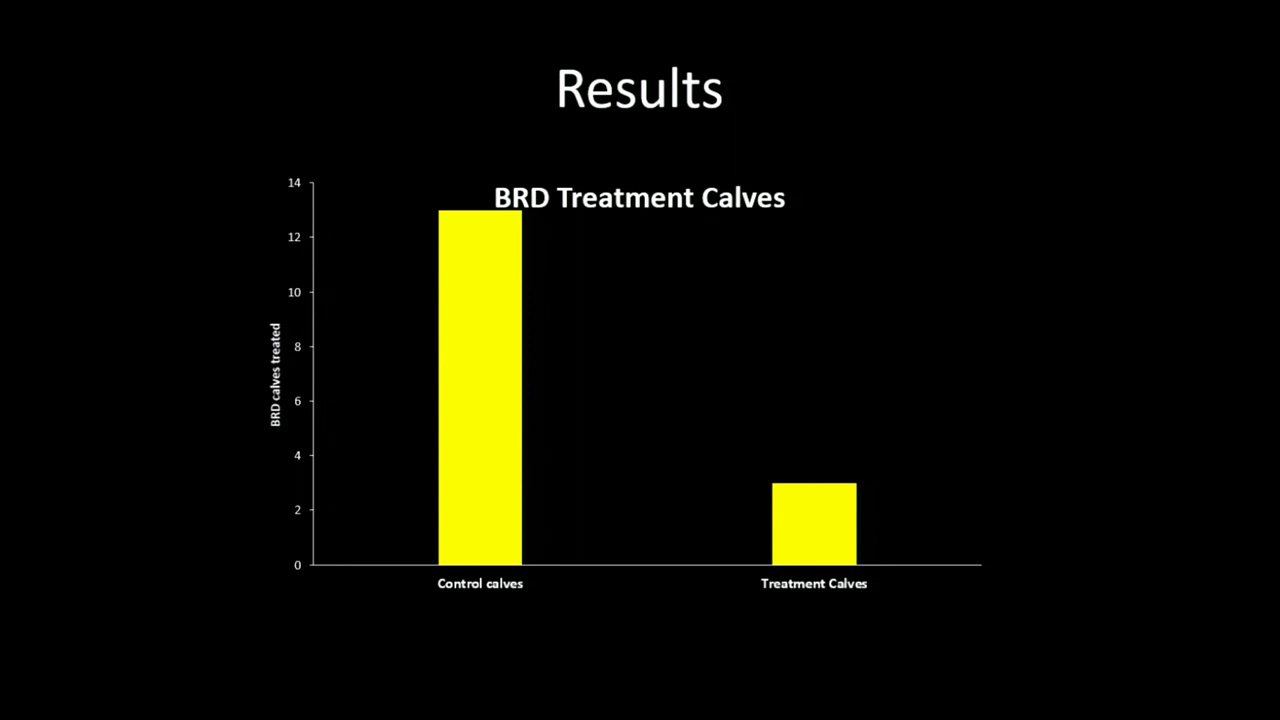 Results
BRD Treatment Calves
14
12
10
8
6
4
2
0
BRD calves treated
Control calves
Treatment Calves